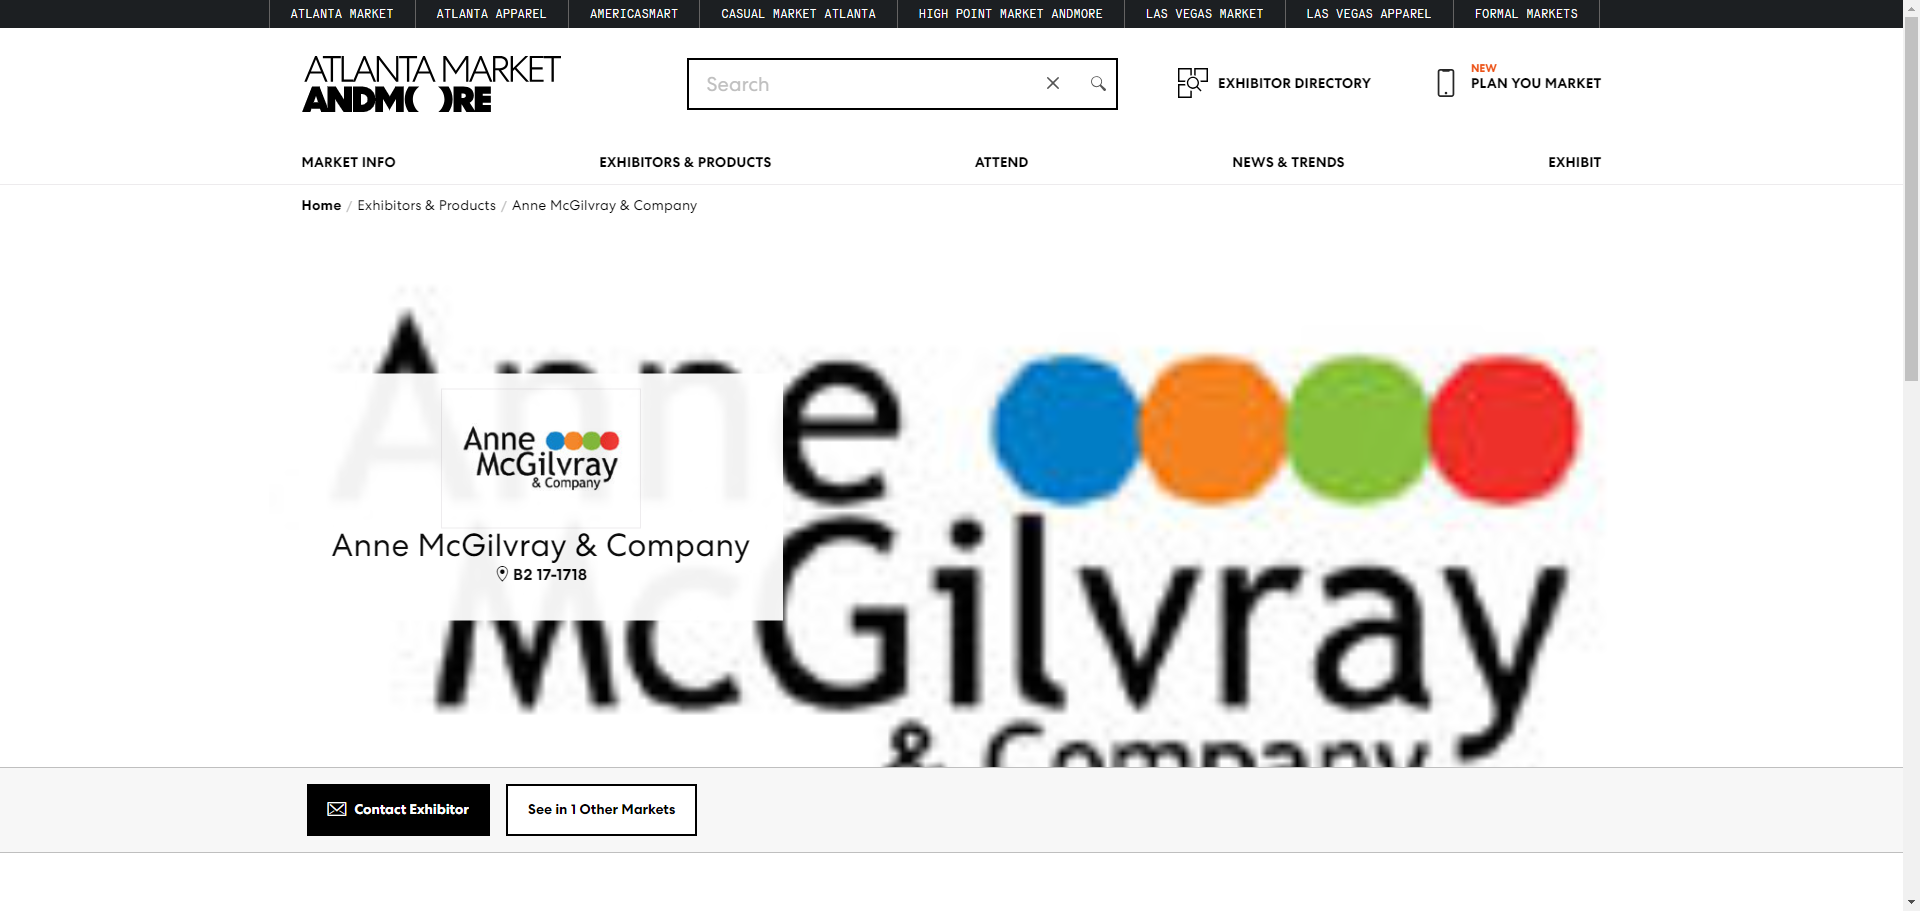 ATLANTA MARKET
ATLANTA APPAREL
AMERICASMART
CASUAL MARKET ATLANTA
HIGH POINT MARKET ANDMORE
LAS VEGAS MARKET
LAS VEGAS APPAREL
FORMAL MARKETS
ATLANTA MARKET
ANDMORE
Search
EXHIBITOR DIRECTORY
NEW
PLAN YOU MARKET
MARKET INFO
EXHIBITORS & PRODUCTS
ATTEND
NEWS & TRENDS
EXHIBIT
Home / Exhibitors & Products / Anne McGilvray & Company
Anne
McGilvray
& Company
Anne
McGilvray
& Company
Anne McGilvray & Company
B2 17-1718
Contact Exhibitor
See in 1 Other Markets